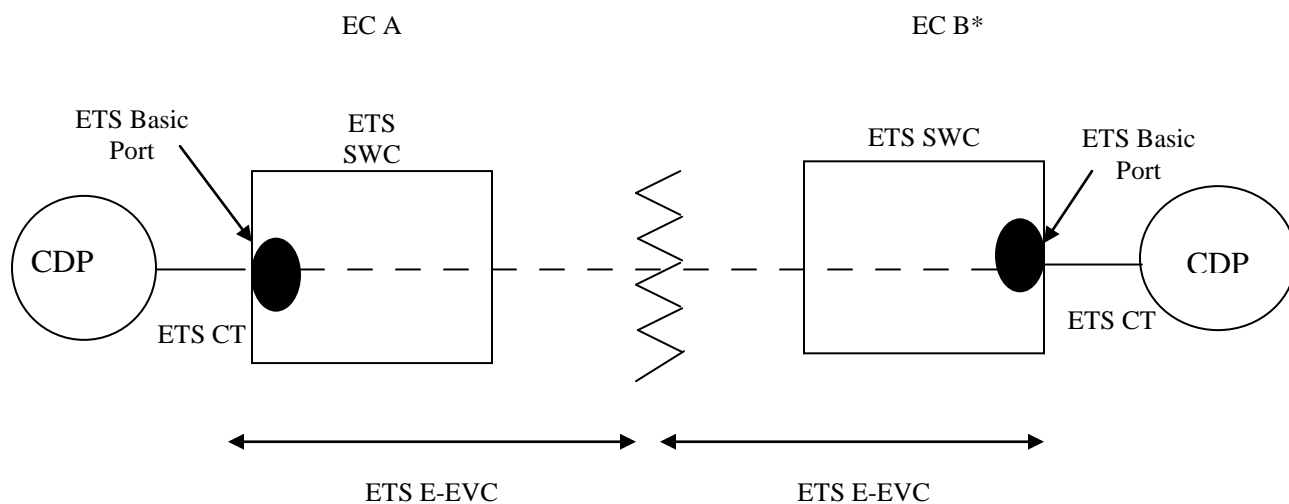 EC A
EC B*
ETS Basic
Port
ETS
SWC
ETS SWC
ETS Basic
Port
CDP
CDP
ETS CT
ETS CT
ETS E-EVC
ETS E-EVC